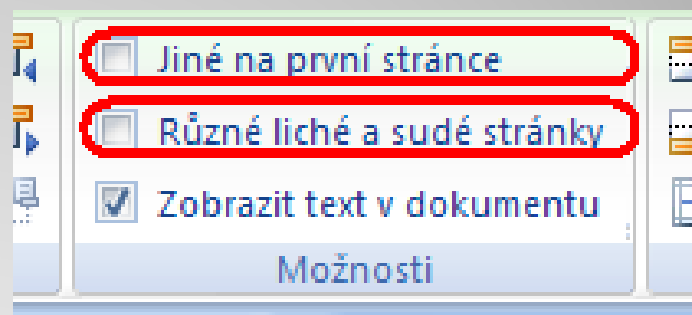 Jiné na první stránce
Různé liché a sudé stránky
Zobrazit text v dokumentu
Možnosti